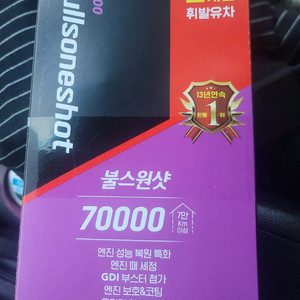 휘발유차
ullsoneshot
13년연속
1
불스원샷
70000
7만
Km
이상
엔진 성능 복원 특화
엔진 때 세정
GDI 부스터 첨가
엔진 보호&코팅